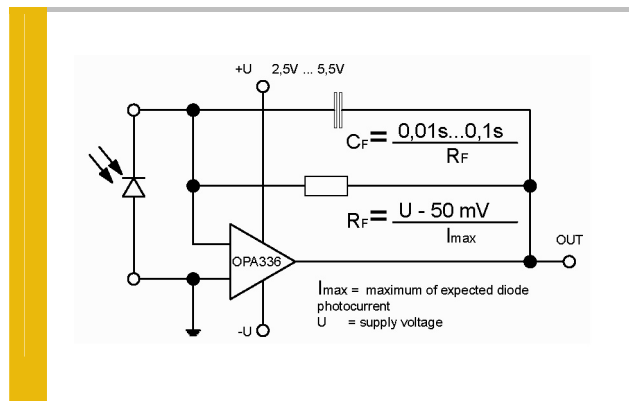 +U 2,5V ... 5,5V
CF= 0,01s...0,1s
RF
RF= U - 50 mV
Imax
OUT
OPA336
Imax = maximum of expected diode
photocurrent
U = supply voltage
-U